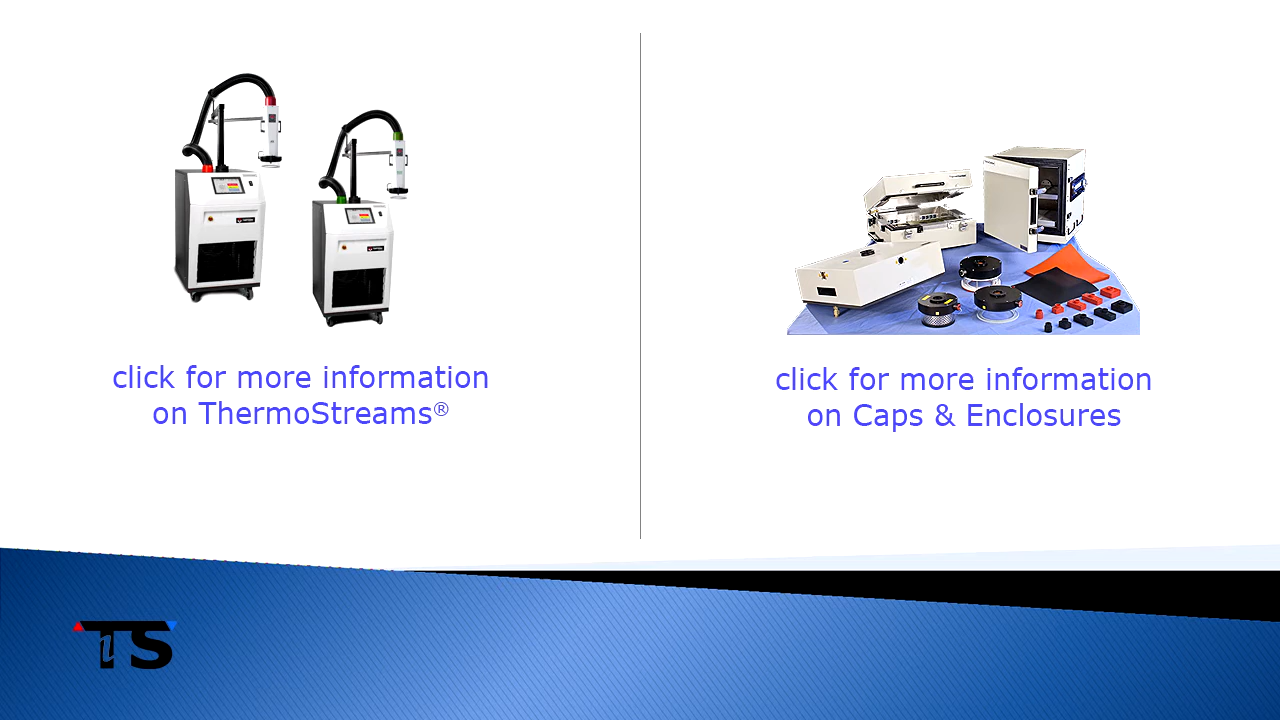 click for more information
on ThermoStreams®
click for more information
on Caps & Enclosures
iTS